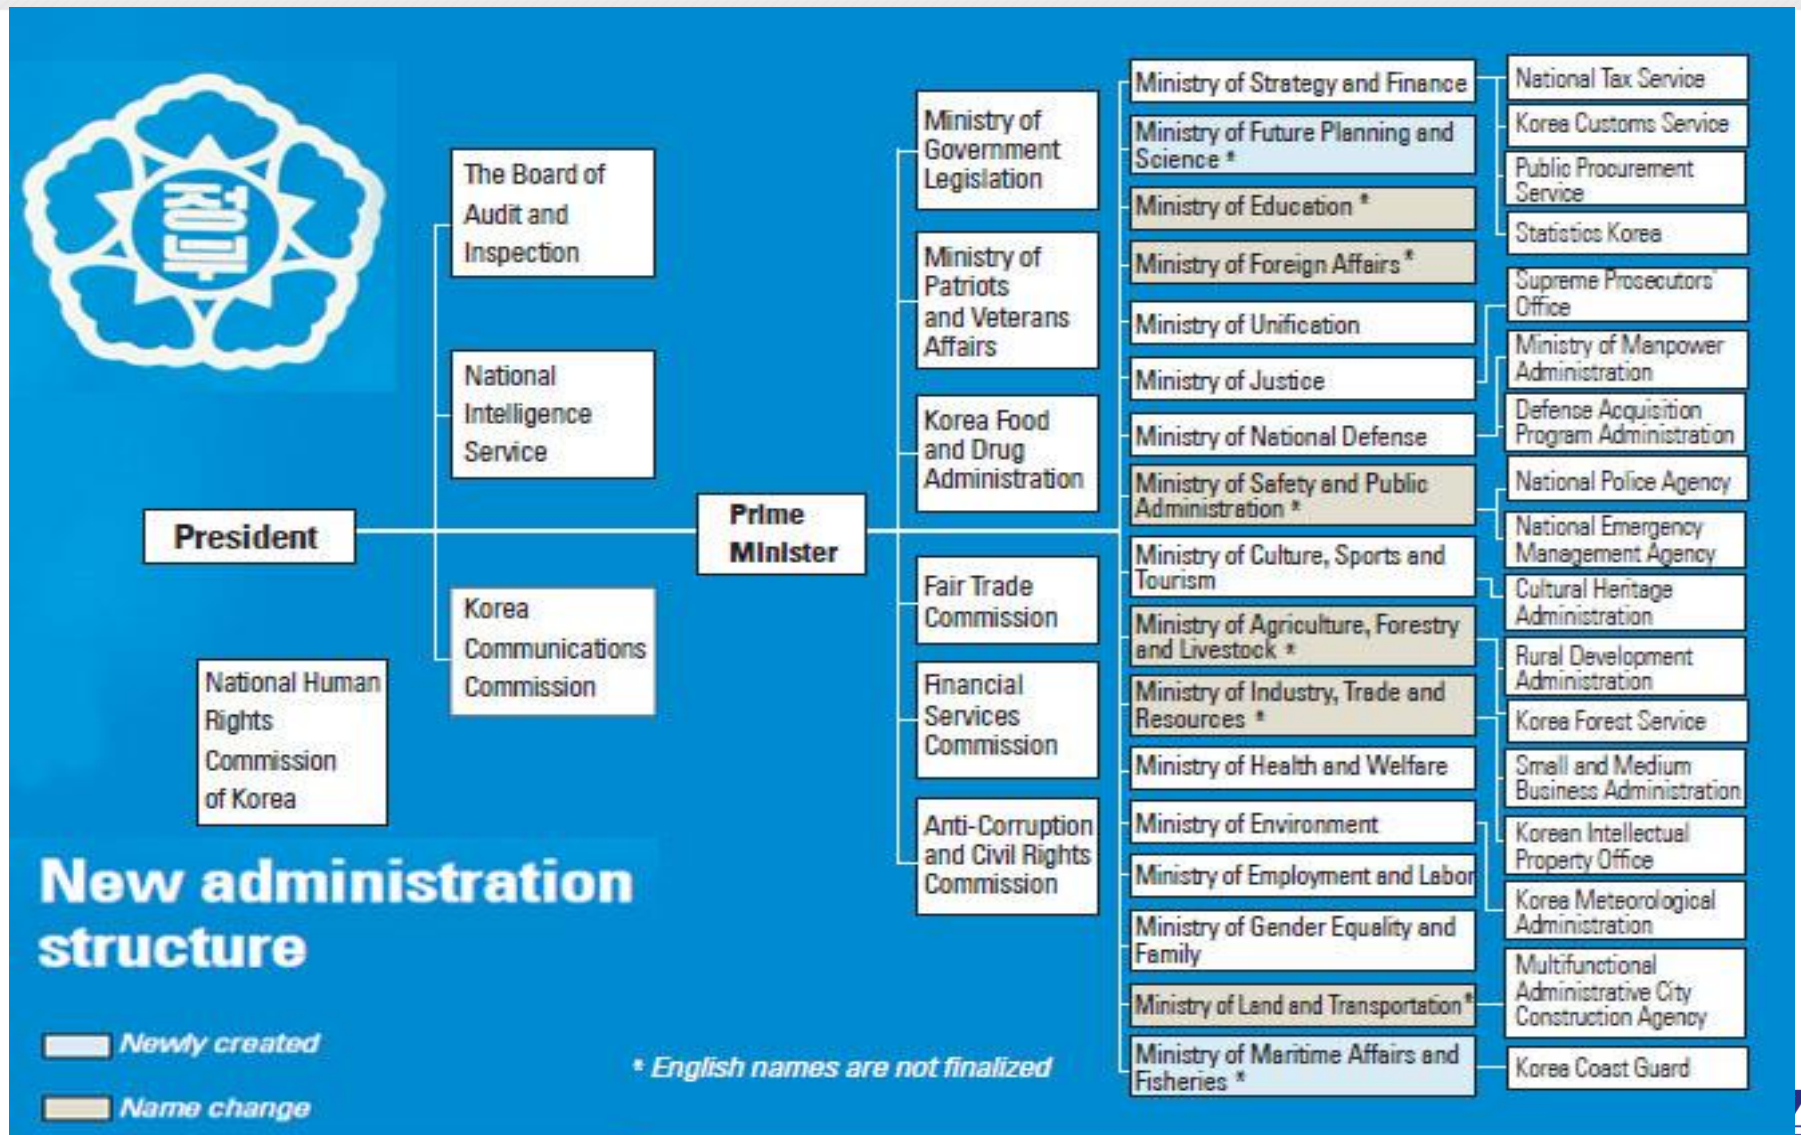 정부
President
National Human
Rights
Commission
of Korea
The Board of
Audit and
Inspection
National
Intelligence
Service
Korea
Communications
Commission
Prime
Minister
Ministry of
Government
Legislation
Ministry of
Patriots
and Veterans
Affairs
Korea Food
and Drug
Administration
Fair Trade
Commission
Financial
Services
Commission
Anti-Corruption
and Civil Rights
Commission
Ministry of Strategy and Finance
Ministry of Future Planning and
Science *
Ministry of Education *
Ministry of Foreign Affairs *
Ministry of Unification
Ministry of Justice
Ministry of National Defense
Ministry of Safety and Public
Administration *
Ministry of Culture, Sports and
Tourism
Ministry of Agriculture, Forestry
and Livestock *
Ministry of Industry, Trade and
Resources *
Ministry of Health and Welfare
Ministry of Environment
Ministry of Employment and Labor
Ministry of Gender Equality and
Family
Ministry of Land and Transportation*
Ministry of Maritime Affairs and
Fisheries *
National Tax Service
Korea Customs Service
Public Procurement
Service
Statistics Korea
Supreme Prosecutors'
Office
Ministry of Manpower
Administration
Defense Acquisition
Program Administration
National Police Agency
National Emergency
Management Agency
Cultural Heritage
Administration
Rural Development
Administration
Korea Forest Service
Small and Medium
Business Administration
Korean Intellectual
Property Office
Korea Meteorological
Administration
Multifunctional
Administrative City
Construction Agency
Korea Coast Guard
New administration
structure
Newly created
Name change
* English names are not finalized